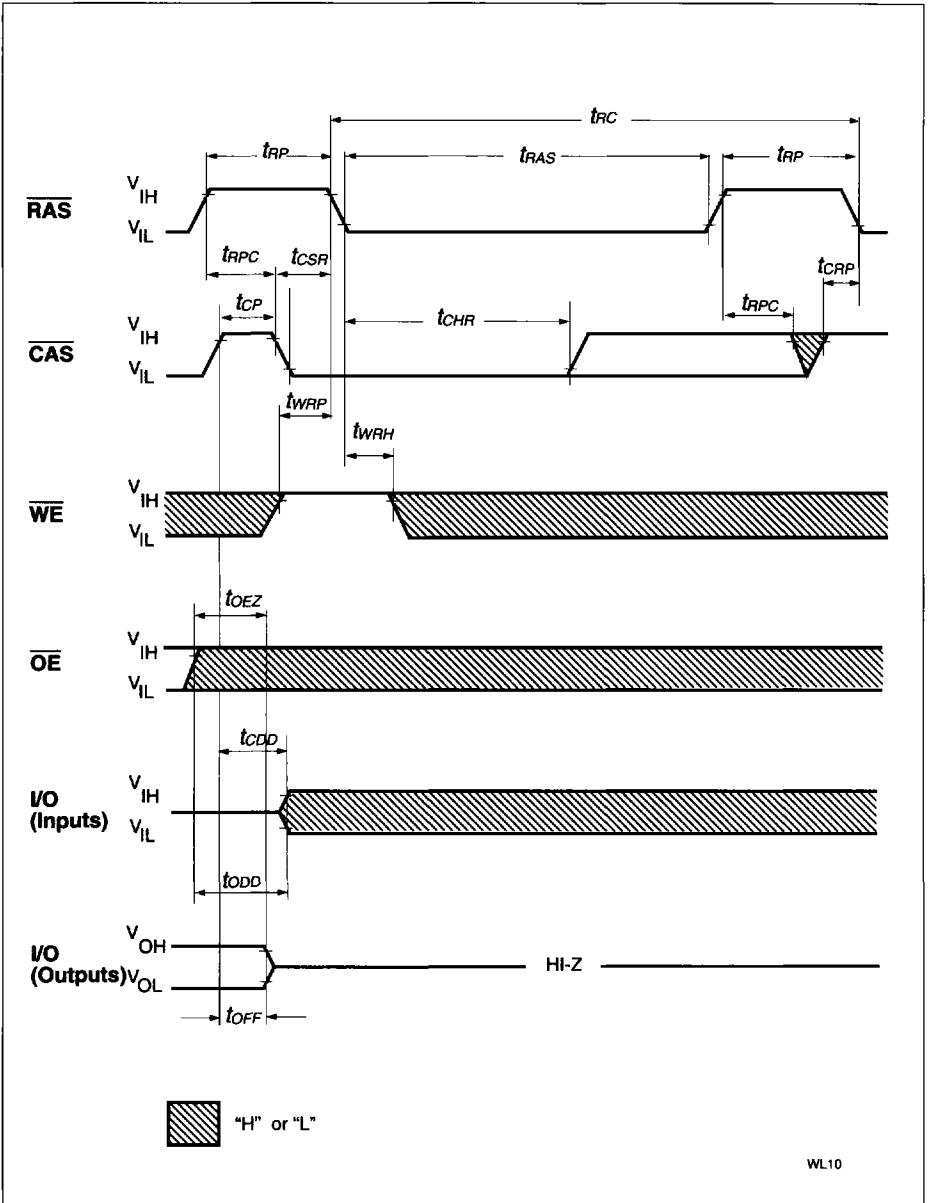 tRC
tRP tRAS tRP
RAS VIH
VIL
tRPC tCSR tCRP
tCP tCHR tRPC
CAS VIH
VIL
tWRP
tWRH
WE VIH
VIL
tOEZ
OE VIH
VIL
tCDD
I/O (Inputs) VIH
VIL
tODD
I/O (Outputs) VOH
VOL
HI-Z
tOFF
"H" or "L"
WL10